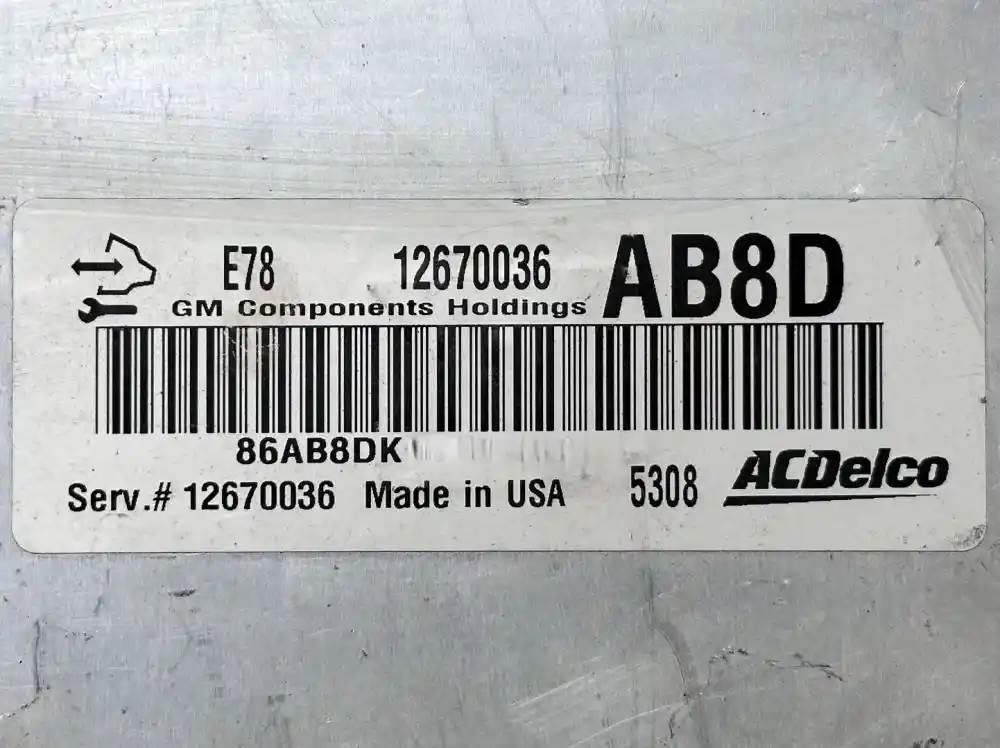 E78 12670036 AB8D
GM Components Holdings
86AB8DK
Serv.# 12670036 Made in USA 5308 ACDelco